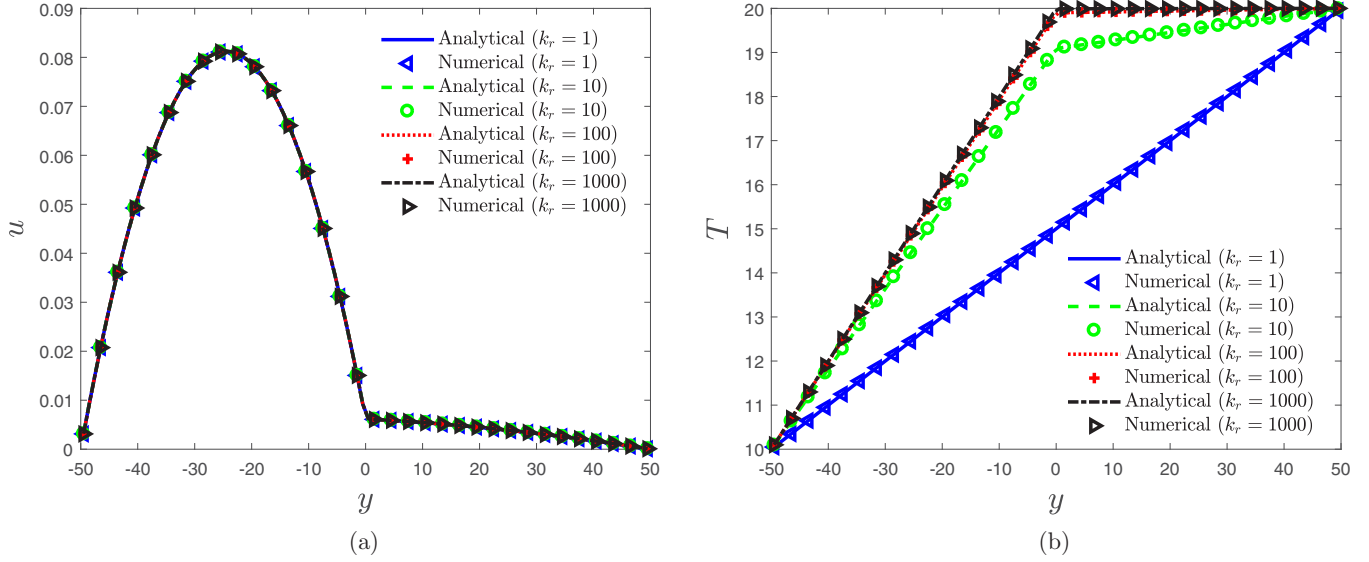 0.09
0.08
0.07
0.06
0.05
0.04
0.03
0.02
0.01
0
u
-50 -40 -30 -20 -10 0 10 20 30 40 50
y
Analytical (k_r = 1)
Numerical (k_r = 1)
Analytical (k_r = 10)
Numerical (k_r = 10)
Analytical (k_r = 100)
Numerical (k_r = 100)
Analytical (k_r = 1000)
Numerical (k_r = 1000)
(a)
20
19
18
17
16
15
14
13
12
11
10
T
-50 -40 -30 -20 -10 0 10 20 30 40 50
y
Analytical (k_r = 1)
Numerical (k_r = 1)
Analytical (k_r = 10)
Numerical (k_r = 10)
Analytical (k_r = 100)
Numerical (k_r = 100)
Analytical (k_r = 1000)
Numerical (k_r = 1000)
(b)